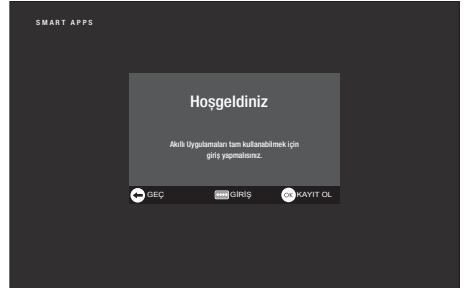 SMART APPS
Hoşgeldiniz
Akıllı Uygulamaları tam kullanabilmek için
giriş yapmalısınız.
GEÇ GİRİŞ OK KAYIT OL